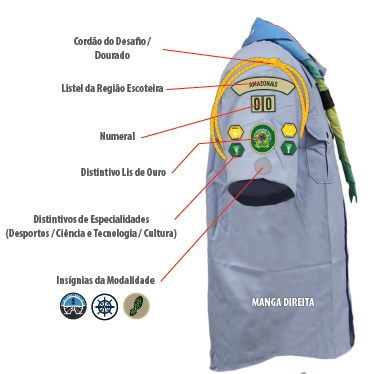 Cordão do Desafio /
Dourado
Listel da Região Escoteira
AMAZONAS
00
Numeral
Distintivo Lis de Ouro
Distintivos de Especialidades
(Desportos / Ciência e Tecnologia / Cultura)
Insígnias da Modalidade
MANGA DIREITA